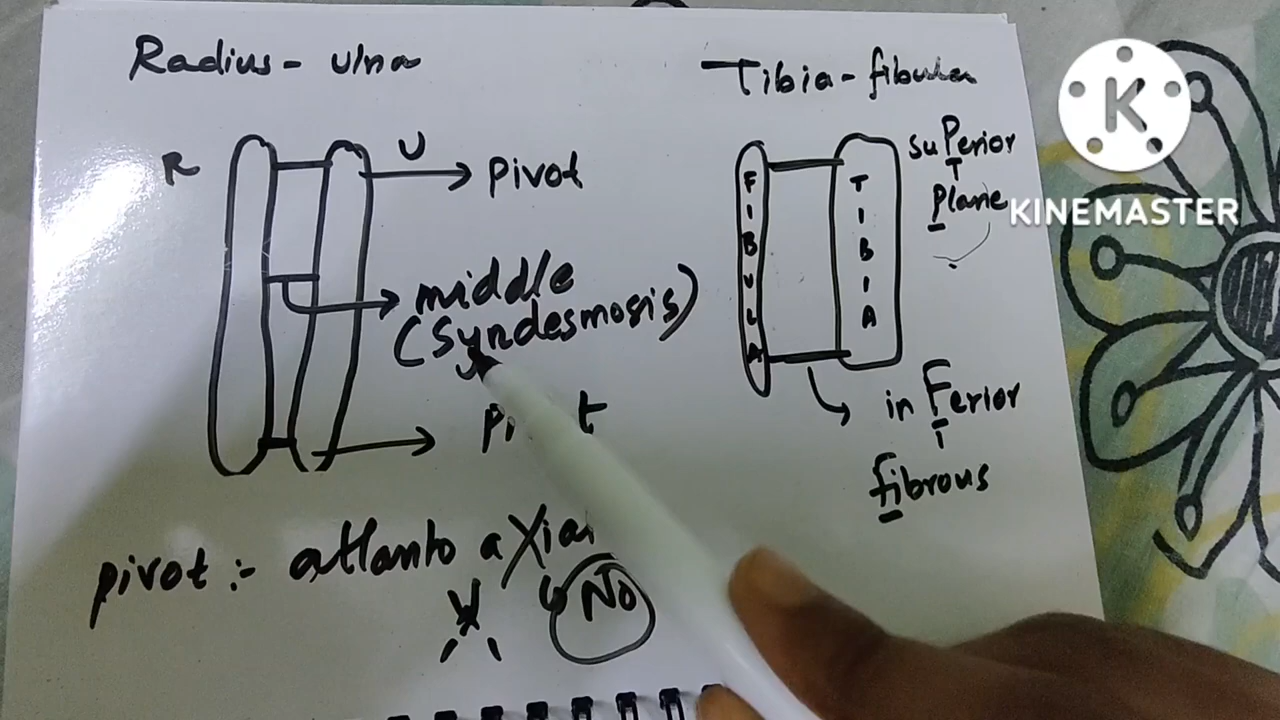 Radius - ulna
R
U
pivot
middle
(syndesmosis)
pivot :- atlanto axial
NO
Tibia - fibula
FIBULA
TIBIA
suPerior
plane
inFerior
fibrous
K
KINEMASTER